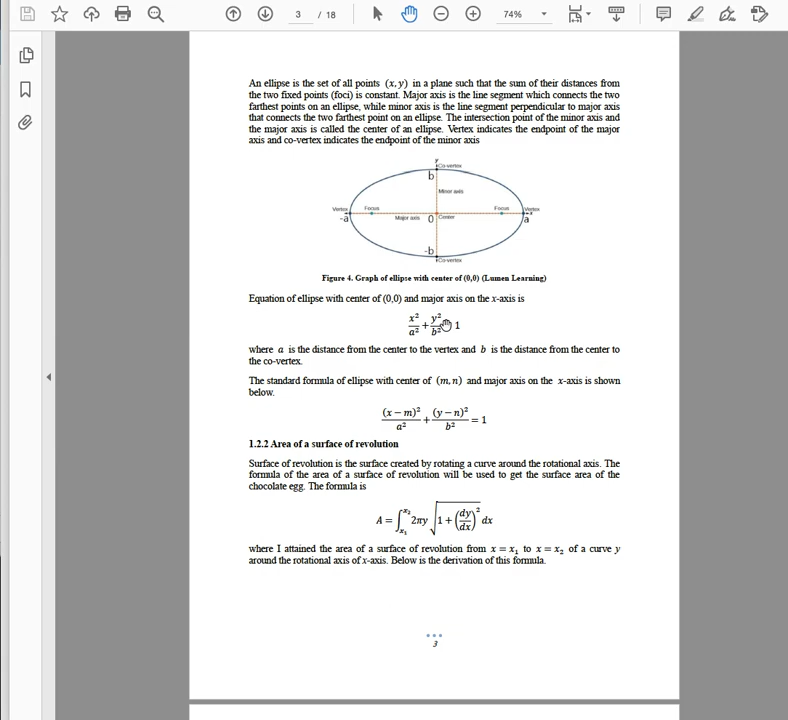 3 / 18 74%
An ellipse is the set of all points (x, y) in a plane such that the sum of their distances from
the two fixed points (foci) is constant. Major axis is the line segment which connects the two
farthest points on an ellipse, while minor axis is the line segment perpendicular to major axis
that connects the two farthest point on an ellipse. The intersection point of the minor axis and
the major axis is called the center of an ellipse. Vertex indicates the endpoint of the major
axis and co-vertex indicates the endpoint of the minor axis
y
Co-vertex
b
Minor axis
Vertex Focus Focus Vertex
x
-a Major axis 0 Center a
-b
Co-vertex
Figure 4. Graph of ellipse with center of (0,0) (Lumen Learning)
Equation of ellipse with center of (0,0) and major axis on the x-axis is
x²/a² + y²/b² 1
where a is the distance from the center to the vertex and b is the distance from the center to
the co-vertex.
The standard formula of ellipse with center of (m, n) and major axis on the x-axis is shown
below.
(x − m)²/a² + (y − n)²/b² = 1
1.2.2 Area of a surface of revolution
Surface of revolution is the surface created by rotating a curve around the rotational axis. The
formula of the area of a surface of revolution will be used to get the surface area of the
chocolate egg. The formula is
A = ∫_{x₁}^{x₂} 2πy √(1 + (dy/dx)²) dx
where I attained the area of a surface of revolution from x = x₁ to x = x₂ of a curve y
around the rotational axis of x-axis. Below is the derivation of this formula.
3